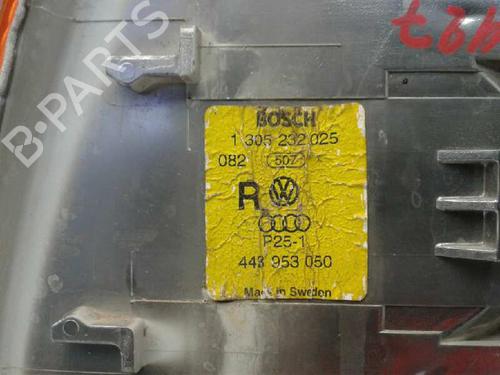 B-PARTS
BOSCH
1 305 232 025
082 507
R
P25-1
443 953 050
Made in Sweden